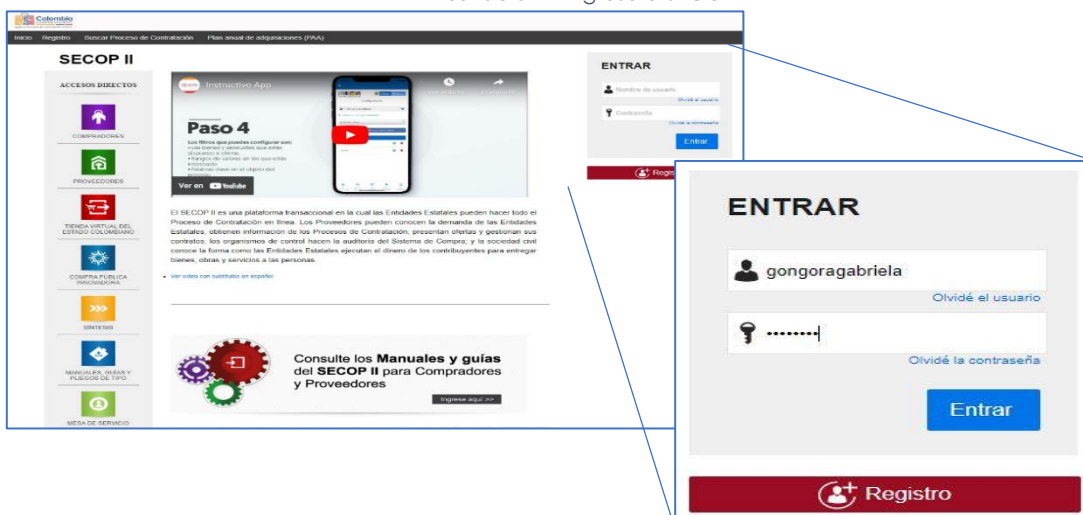 Colombia
Inicio Registro Buscar Proceso de Contratación Plan anual de adquisiciones (PAA)
SECOP II
ACCESOS DIRECTOS
COMPRADORES
PROVEEDORES
TIENDA VIRTUAL DEL
ESTADO COLOMBIANO
COMPRA PÚBLICA
INNOVADORA
SÍNTESIS
MANUALES, GUÍAS Y
PLIEGOS DE TIPO
MESA DE SERVICIO
Instructivo App
Paso 4
Los filtros que puedes configurar son:
Ver en YouTube
El SECOP II es una plataforma transaccional en la cual las Entidades Estatales pueden hacer todo el
Proceso de Contratación en línea. Los Proveedores pueden conocer la demanda de las Entidades
Estatales, obtienen información de los Procesos de Contratación, presentan ofertas y gestionan sus
contratos; los organismos de control hacen la auditoría del Sistema de Compra; y la sociedad civil
conoce la forma como las Entidades Estatales ejecutan el dinero de los contribuyentes para entregar
bienes, obras y servicios a las personas.
Ver video con subtítulos en español
Consulte los Manuales y guías
del SECOP II para Compradores
y Proveedores
Ingrese aquí >>
ENTRAR
Nombre de usuario
Olvidé el usuario
Contraseña
Olvidé la contraseña
Entrar
ENTRAR
gongoragabriela
Olvidé el usuario
••••••••
Olvidé la contraseña
Entrar
Registro